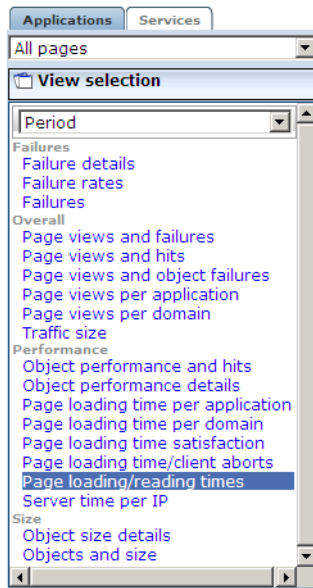 Applications Services
All pages
View selection
Period
Failures
Failure details
Failure rates
Failures
Overall
Page views and failures
Page views and hits
Page views and object failures
Page views per application
Page views per domain
Traffic size
Performance
Object performance and hits
Object performance details
Page loading time per application
Page loading time per domain
Page loading time satisfaction
Page loading time/client aborts
Page loading/reading times
Server time per IP
Size
Object size details
Objects and size